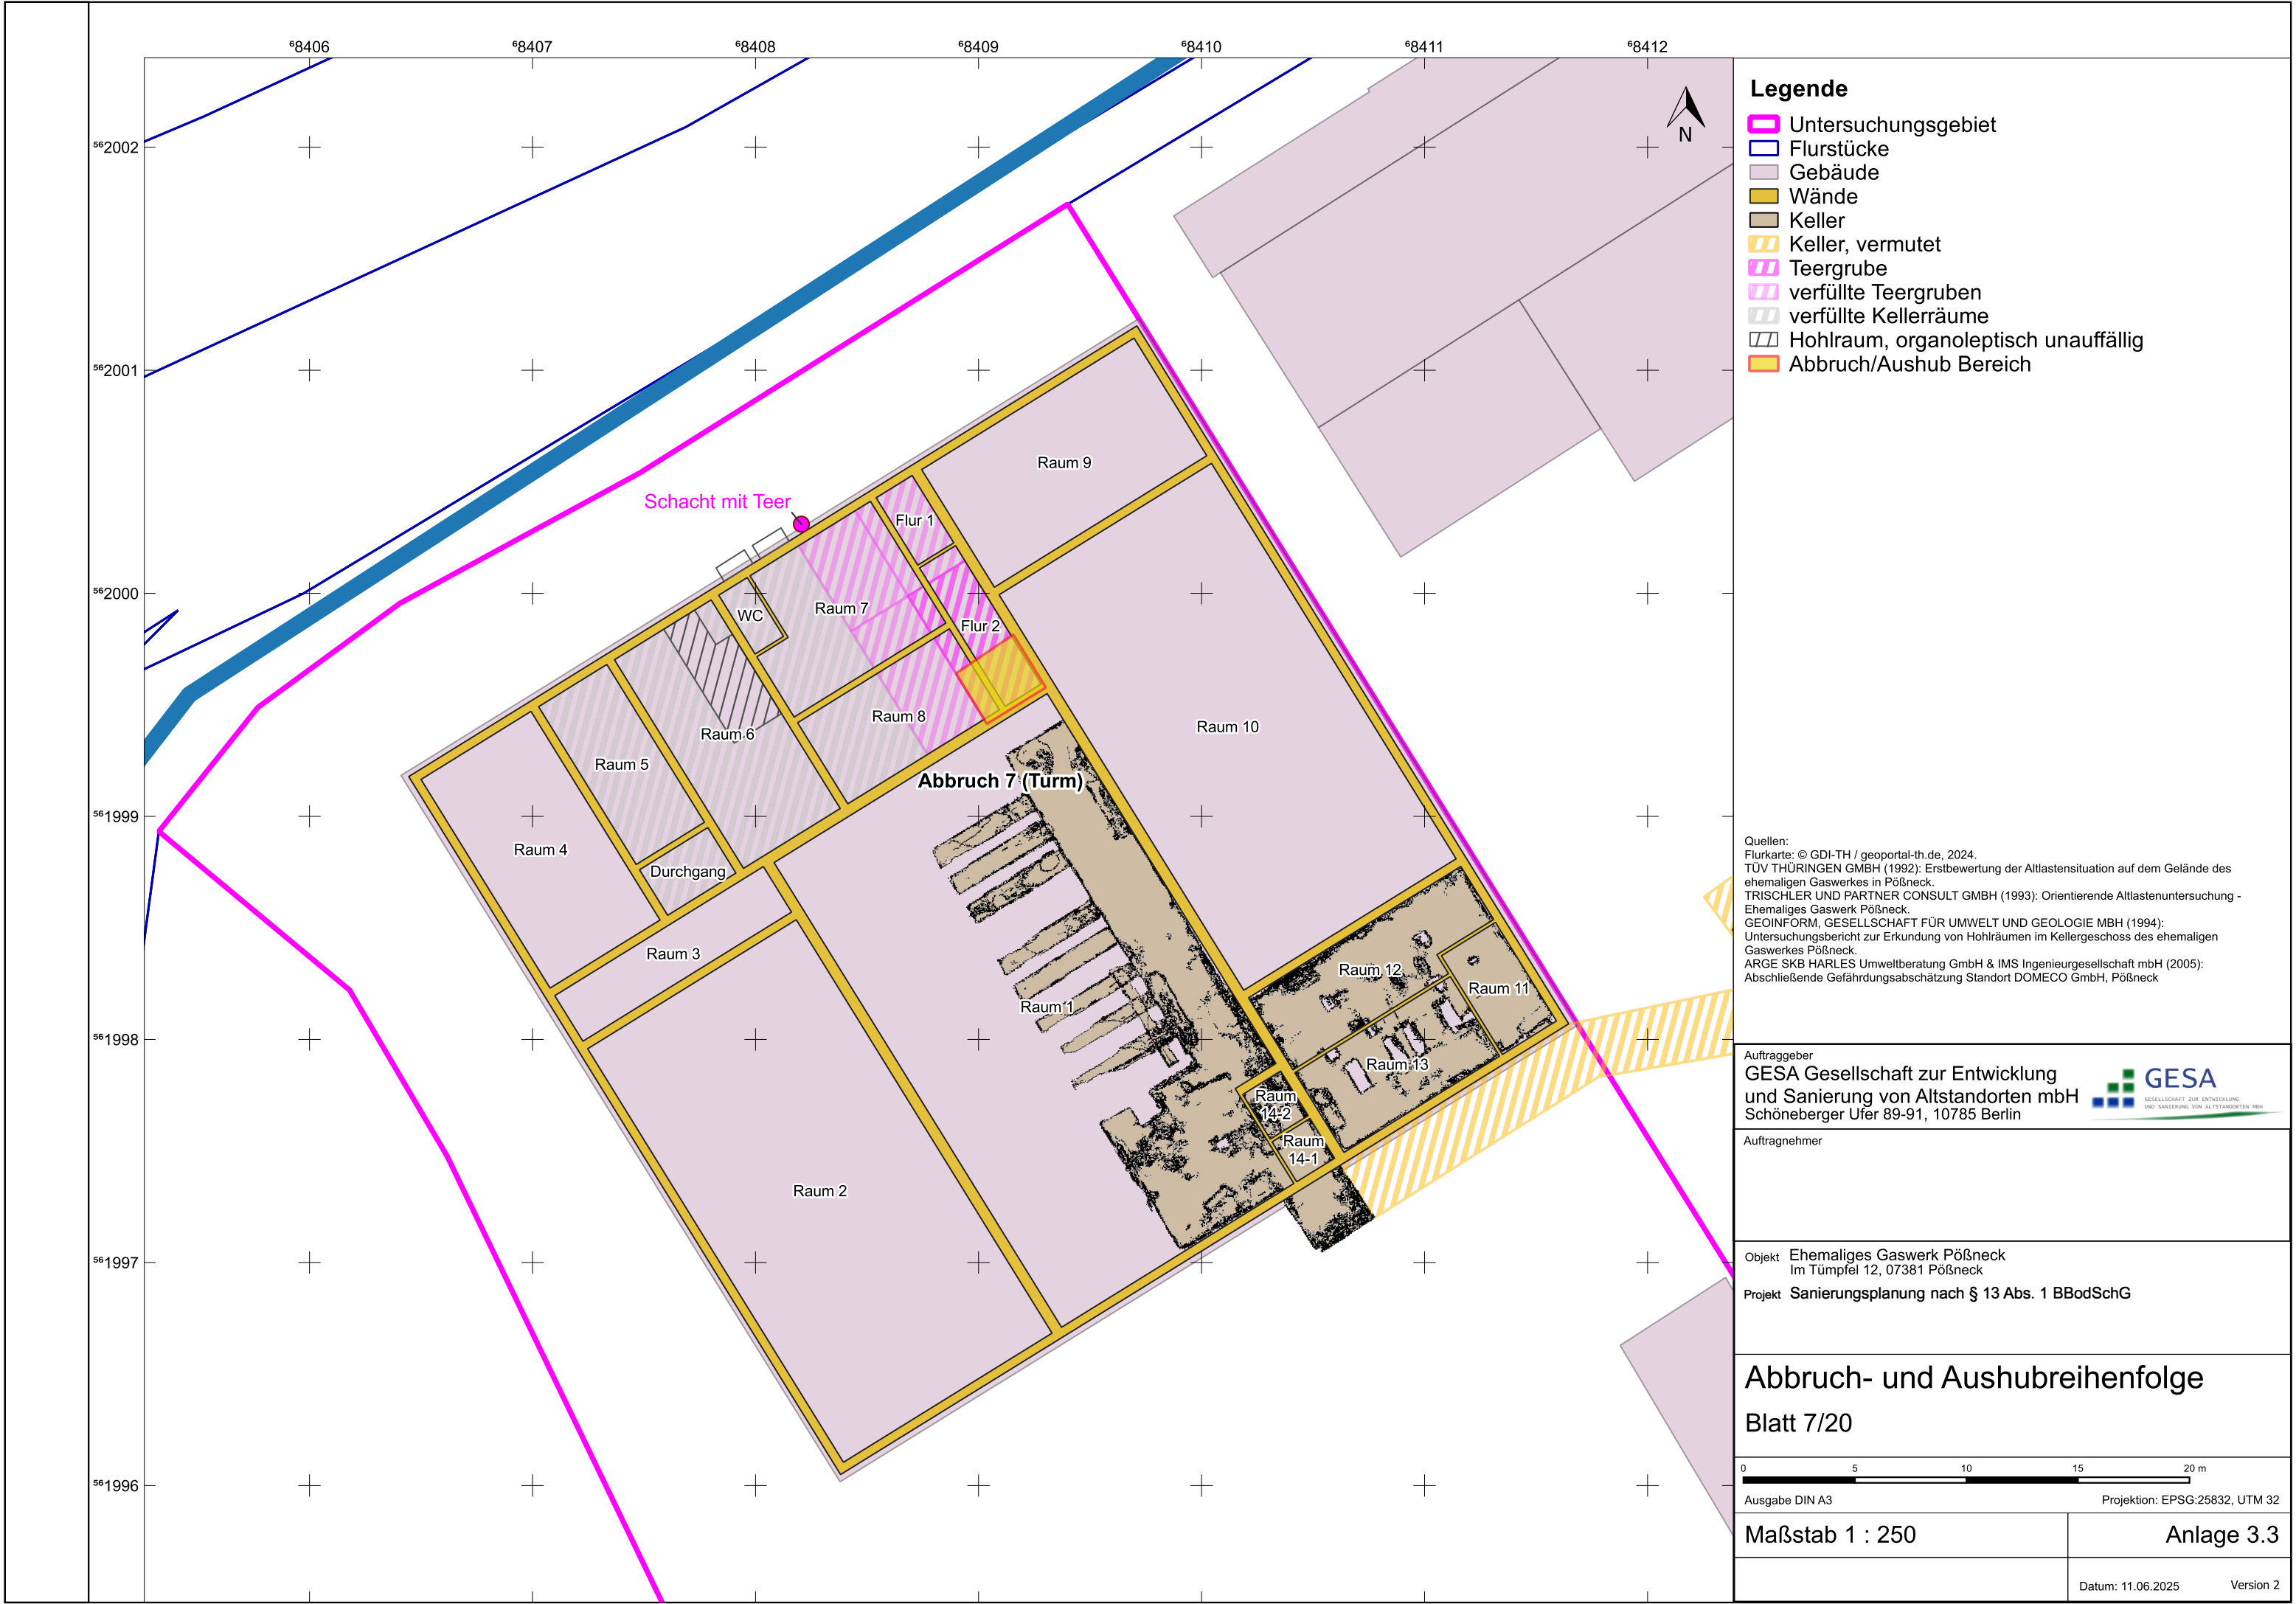 ⁶8406 ⁶8407 ⁶8408 ⁶8409 ⁶8410 ⁶8411 ⁶8412
⁵⁶2002
⁵⁶2001
⁵⁶2000
⁵⁶1999
⁵⁶1998
⁵⁶1997
⁵⁶1996
N
Raum 9
Schacht mit Teer
Flur 1
WC
Raum 7
Flur 2
Raum 8
Raum 6
Raum 10
Raum 5
Abbruch 7 (Turm)
Raum 4
Durchgang
Raum 3
Raum 12
Raum 11
Raum 1
Raum 13
Raum
14-2
Raum
14-1
Raum 2
Legende
Untersuchungsgebiet
Flurstücke
Gebäude
Wände
Keller
Keller, vermutet
Teergrube
verfüllte Teergruben
verfüllte Kellerräume
Hohlraum, organoleptisch unauffällig
Abbruch/Aushub Bereich
Quellen:
Flurkarte: © GDI-TH / geoportal-th.de, 2024.
TÜV THÜRINGEN GMBH (1992): Erstbewertung der Altlastensituation auf dem Gelände des
ehemaligen Gaswerkes in Pößneck.
TRISCHLER UND PARTNER CONSULT GMBH (1993): Orientierende Altlastenuntersuchung -
Ehemaliges Gaswerk Pößneck.
GEOINFORM, GESELLSCHAFT FÜR UMWELT UND GEOLOGIE MBH (1994):
Untersuchungsbericht zur Erkundung von Hohlräumen im Kellergeschoss des ehemaligen
Gaswerkes Pößneck.
ARGE SKB HARLES Umweltberatung GmbH & IMS Ingenieurgesellschaft mbH (2005):
Abschließende Gefährdungsabschätzung Standort DOMECO GmbH, Pößneck
Auftraggeber
GESA Gesellschaft zur Entwicklung
und Sanierung von Altstandorten mbH
Schöneberger Ufer 89-91, 10785 Berlin
GESA
GESELLSCHAFT ZUR ENTWICKLUNG
UND SANIERUNG VON ALTSTANDORTEN MBH
Auftragnehmer
Objekt Ehemaliges Gaswerk Pößneck
Im Tümpfel 12, 07381 Pößneck
Projekt Sanierungsplanung nach § 13 Abs. 1 BBodSchG
Abbruch- und Aushubreihenfolge
Blatt 7/20
0 5 10 15 20 m
Ausgabe DIN A3 Projektion: EPSG:25832, UTM 32
Maßstab 1 : 250 Anlage 3.3
Datum: 11.06.2025 Version 2